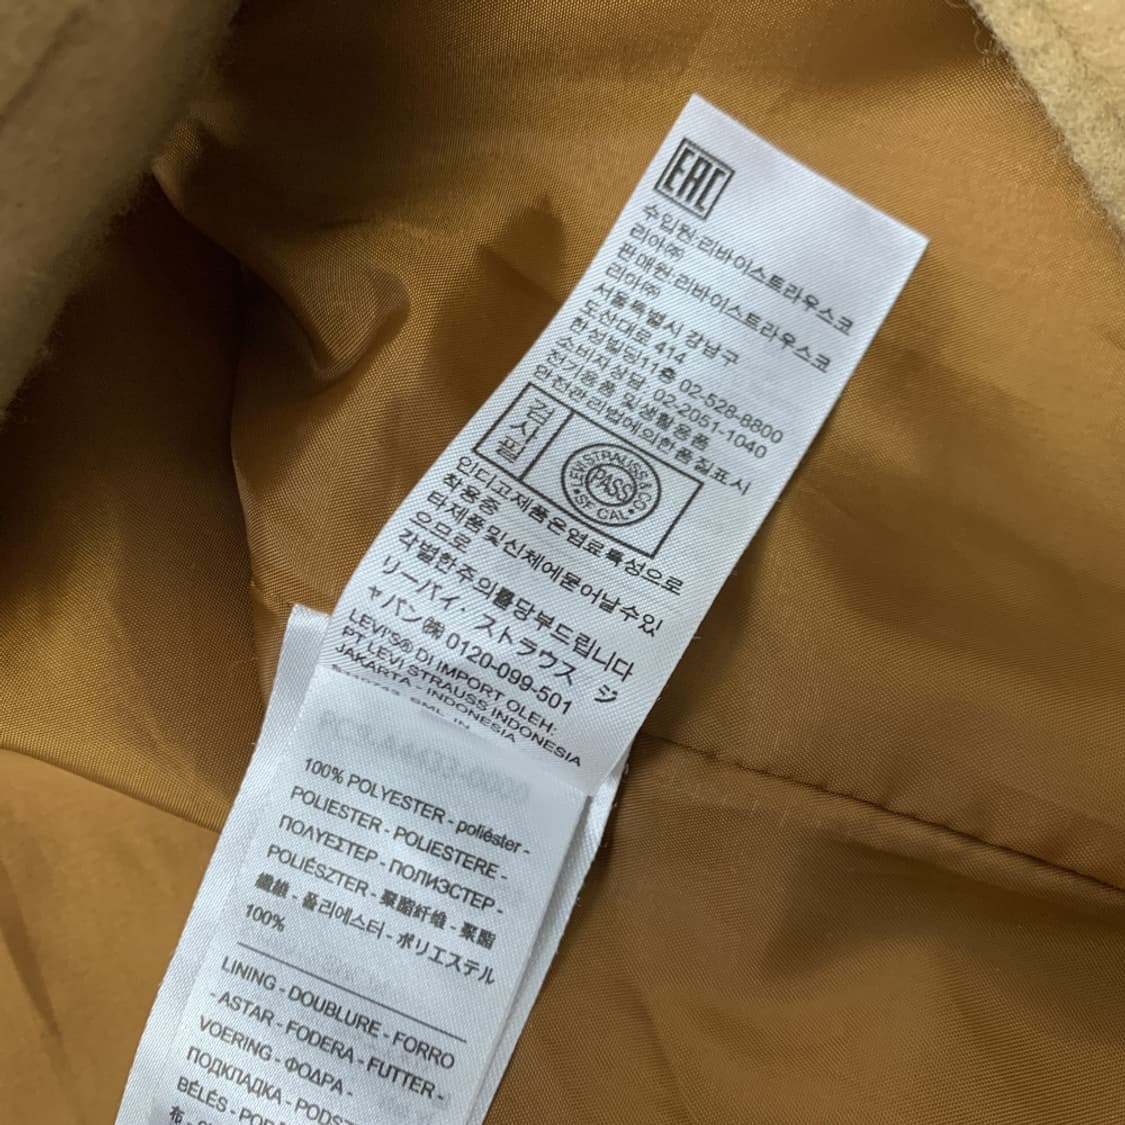 EAC
수입원:리바이스트라우스코
리아㈜
판매원:리바이스트라우스코
리아㈜
서울특별시 강남구
도산대로 414
한성빌딩11층 02-528-8800
소비자상담 02-2051-1040
전기용품 및생활용품
안전관리법에의한품질표시
검사필
LEVI STRAUSS & CO
PASS
SF CAL
인디고제품은염료특성으로
착용중
타제품및신체에묻어날수있
으므로
각별한주의를당부드립니다
リーバイ・ストラウス ジ
ャパン㈱ 0120-099-501
LEVI'S® DI IMPORT OLEH:
PT LEVI STRAUSS INDONESIA
JAKARTA - INDONESIA
100% POLYESTER - poliéster -
POLIESTER - POLIESTERE -
ΠΟΛΥΕΣΤΕΡ - ПОЛИЭСТЕР -
POLIÉSZTER - 聚酯纤维 - 聚酯
纖維 - 폴리에스터 - ポリエステル
100%
LINING - DOUBLURE - FORRO
- ASTAR - FODERA - FUTTER -
VOERING - ΦΟΔΡΑ -
ПОДКЛАДКА -
BÉLÉS -
布 -